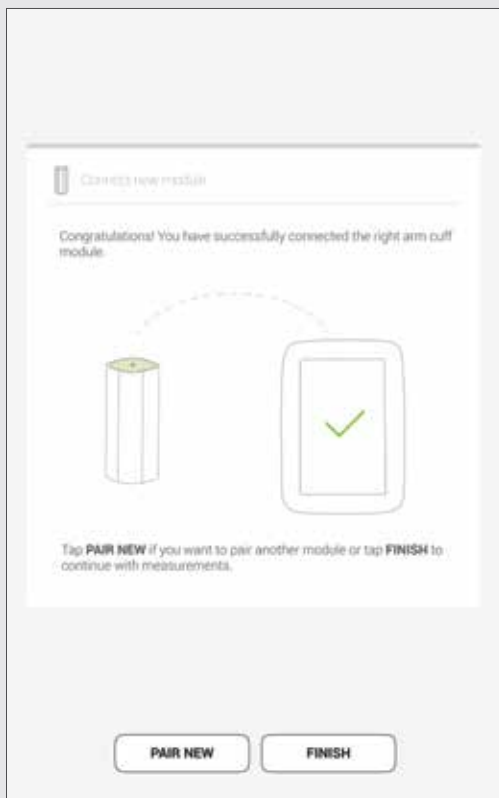 Connect new module
Congratulations! You have successfully connected the right arm cuff
module.
Tap PAIR NEW if you want to pair another module or tap FINISH to
continue with measurements.
PAIR NEW
FINISH